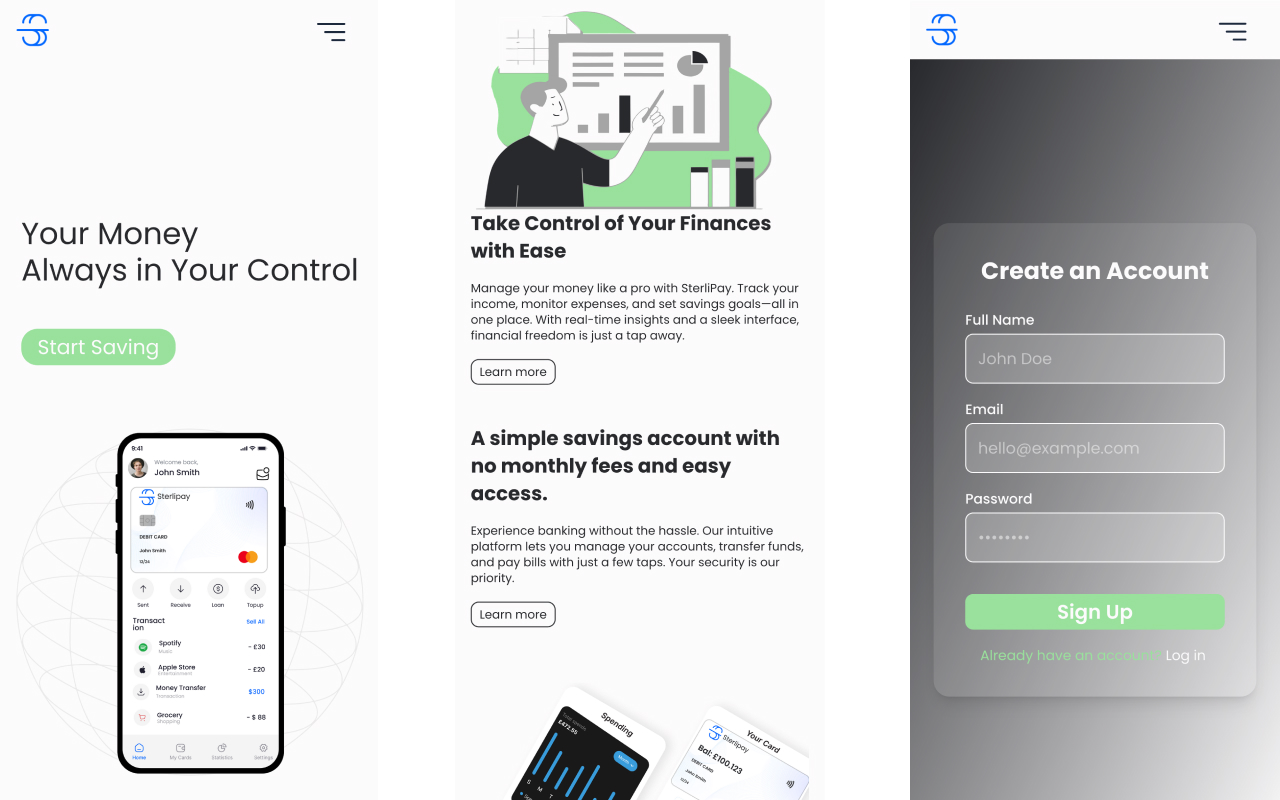 Your Money
Always in Your Control
Start Saving
9:41
Welcome back,
John Smith
Sterlipay
DEBIT CARD
John Smith
12/24
Sent
Receive
Loan
Topup
Transact
ion
Sell All
Spotify
Music
- £30
Apple Store
Entertainment
- £20
Money Transfer
Transaction
$300
Grocery
Shopping
- $ 88
Home
My Cards
Statistics
Settings
Take Control of Your Finances
with Ease
Manage your money like a pro with SterliPay. Track your
income, monitor expenses, and set savings goals—all in
one place. With real-time insights and a sleek interface,
financial freedom is just a tap away.
Learn more
A simple savings account with
no monthly fees and easy
access.
Experience banking without the hassle. Our intuitive
platform lets you manage your accounts, transfer funds,
and pay bills with just a few taps. Your security is our
priority.
Learn more
Spending
£672.55
S M T
Your Card
Sterlipay
Bal: £100.123
DEBIT CARD
John Smith
12/24
Create an Account
Full Name
John Doe
Email
hello@example.com
Password
••••••••
Sign Up
Already have an account? Log in